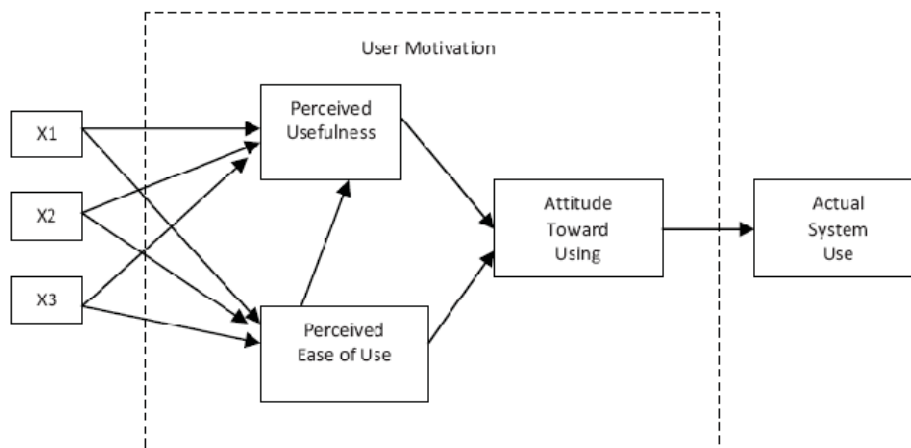 User Motivation
X1
X2
X3
Perceived
Usefulness
Perceived
Ease of Use
Attitude
Toward
Using
Actual
System
Use